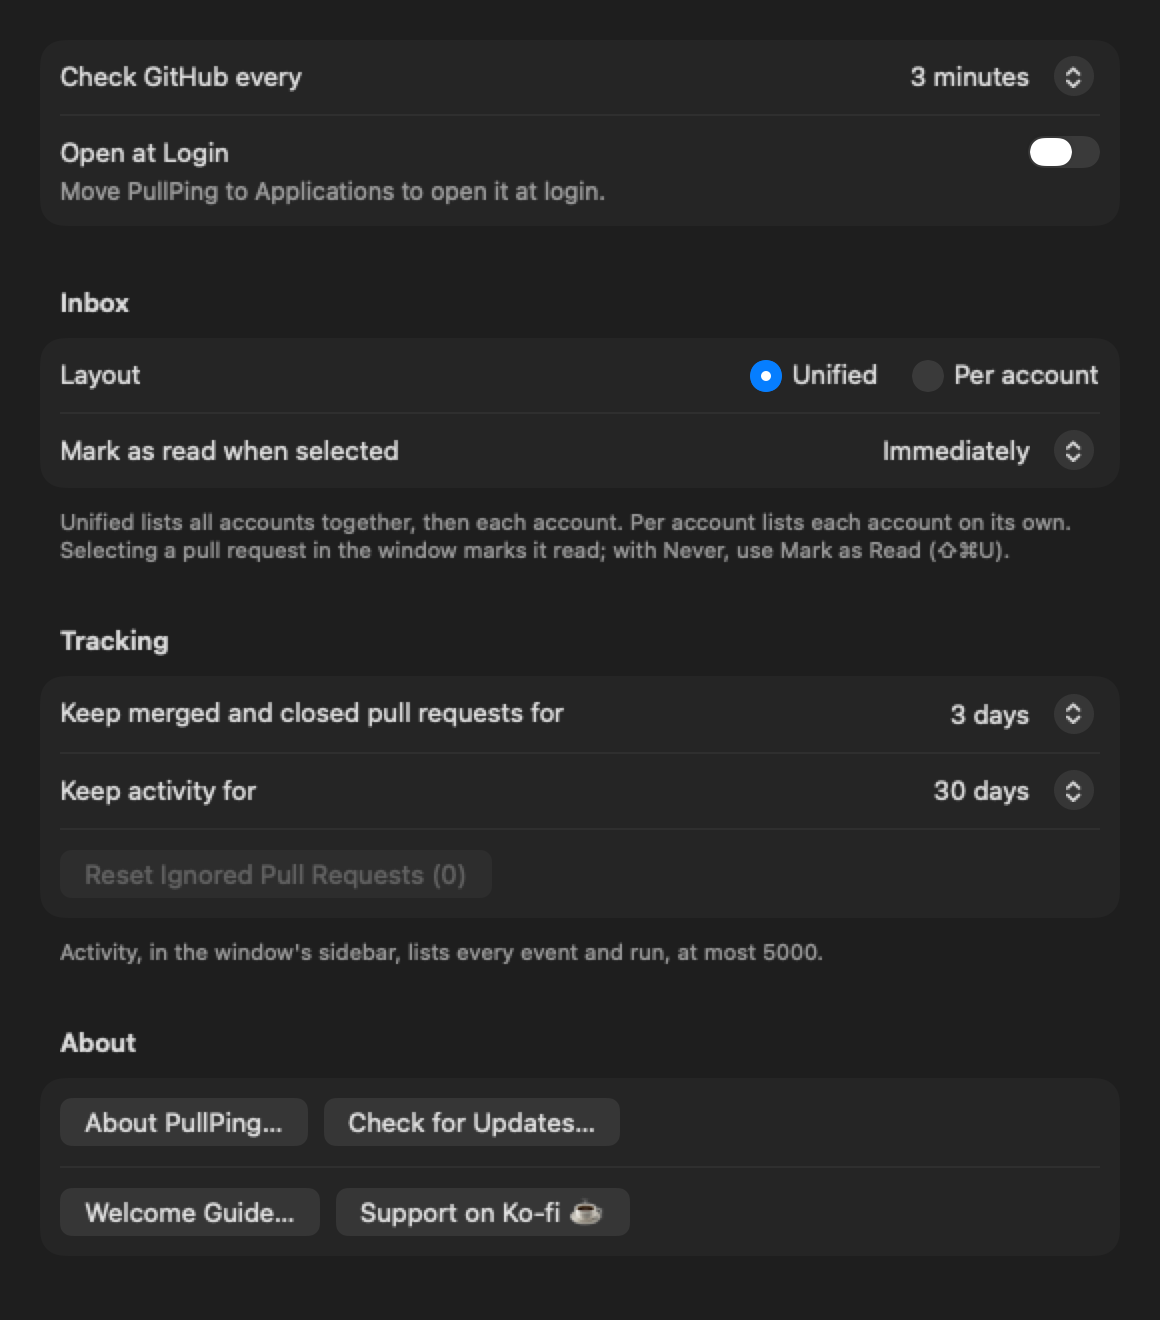 Check GitHub every 3 minutes
Open at Login
Move PullPing to Applications to open it at login.
Inbox
Layout Unified Per account
Mark as read when selected Immediately
Unified lists all accounts together, then each account. Per account lists each account on its own.
Selecting a pull request in the window marks it read; with Never, use Mark as Read (⇧⌘U).
Tracking
Keep merged and closed pull requests for 3 days
Keep activity for 30 days
Reset Ignored Pull Requests (0)
Activity, in the window's sidebar, lists every event and run, at most 5000.
About
About PullPing... Check for Updates...
Welcome Guide... Support on Ko-fi ☕